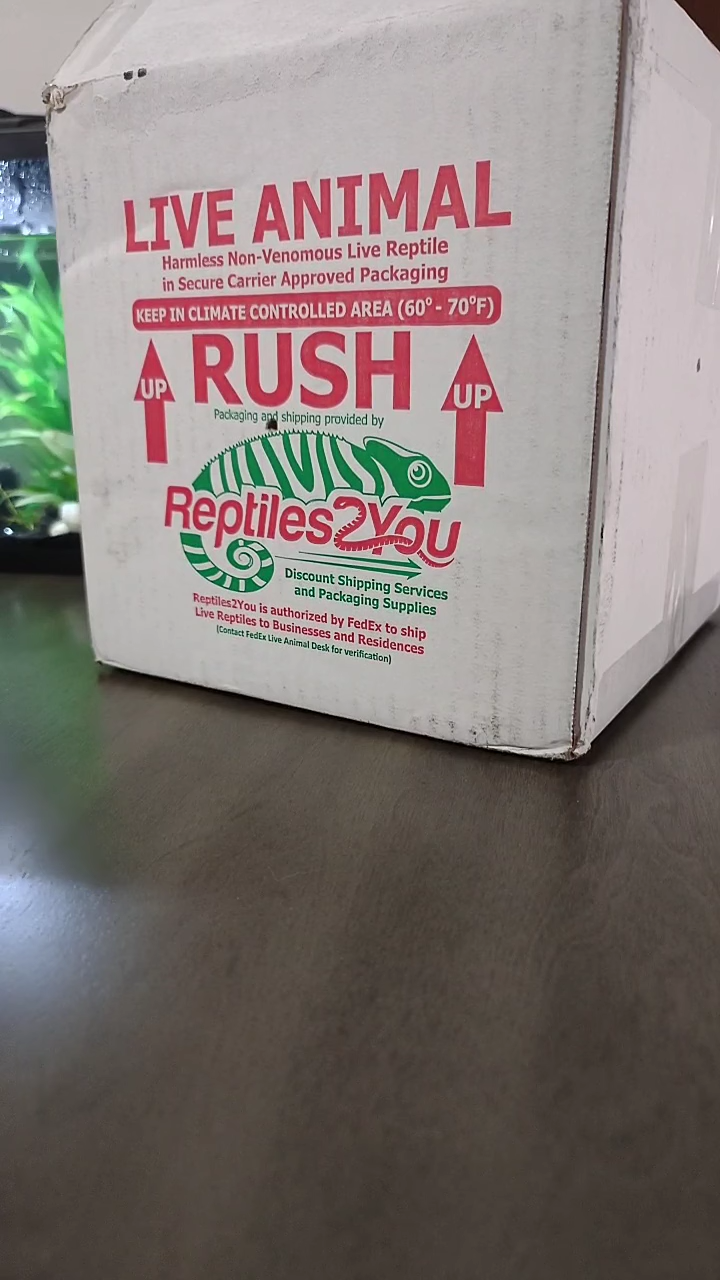 LIVE ANIMAL
Harmless Non-Venomous Live Reptile
in Secure Carrier Approved Packaging
KEEP IN CLIMATE CONTROLLED AREA (60° - 70°F)
UP
RUSH
UP
Packaging and shipping provided by
Reptiles2You
Discount Shipping Services
and Packaging Supplies
Reptiles2You is authorized by FedEx to ship
Live Reptiles to Businesses and Residences
(Contact FedEx Live Animal Desk for verification)